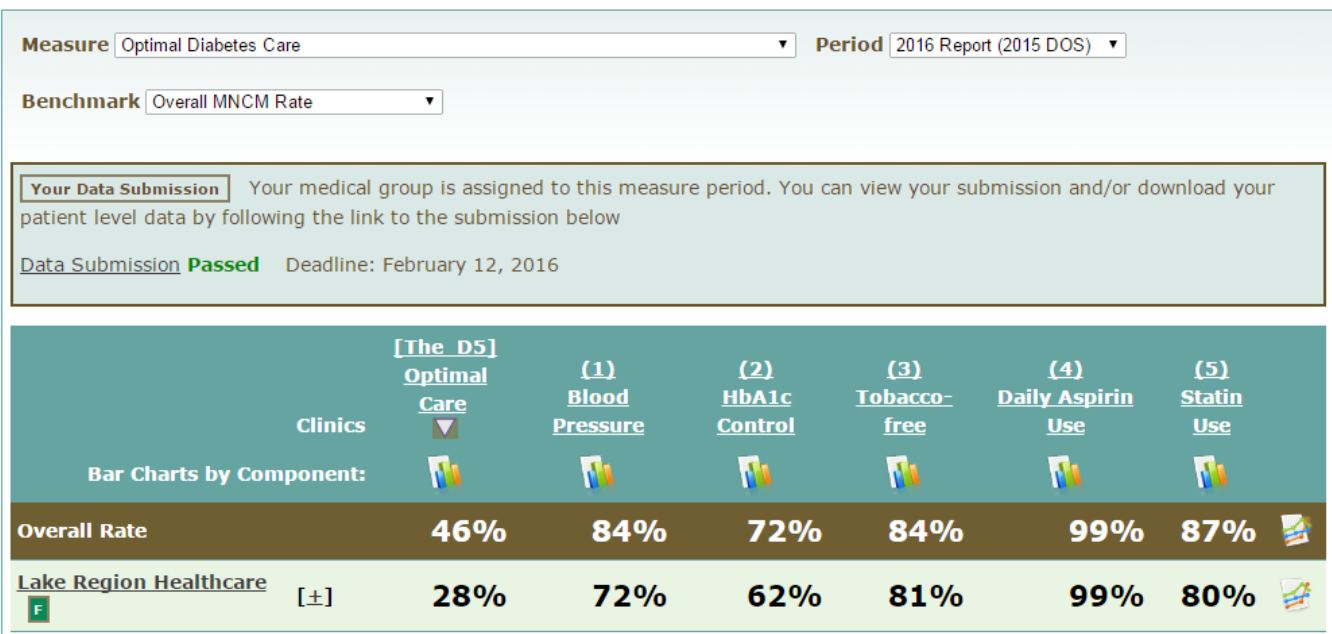 Measure Optimal Diabetes Care Period 2016 Report (2015 DOS)
Benchmark Overall MNCM Rate
Your Data Submission Your medical group is assigned to this measure period. You can view your submission and/or download your
patient level data by following the link to the submission below
Data Submission Passed Deadline: February 12, 2016
Clinics
[The D5]
Optimal
Care
(1)
Blood
Pressure
(2)
HbA1c
Control
(3)
Tobacco-
free
(4)
Daily Aspirin
Use
(5)
Statin
Use
Bar Charts by Component:
Overall Rate 46% 84% 72% 84% 99% 87%
Lake Region Healthcare [±] 28% 72% 62% 81% 99% 80%
F